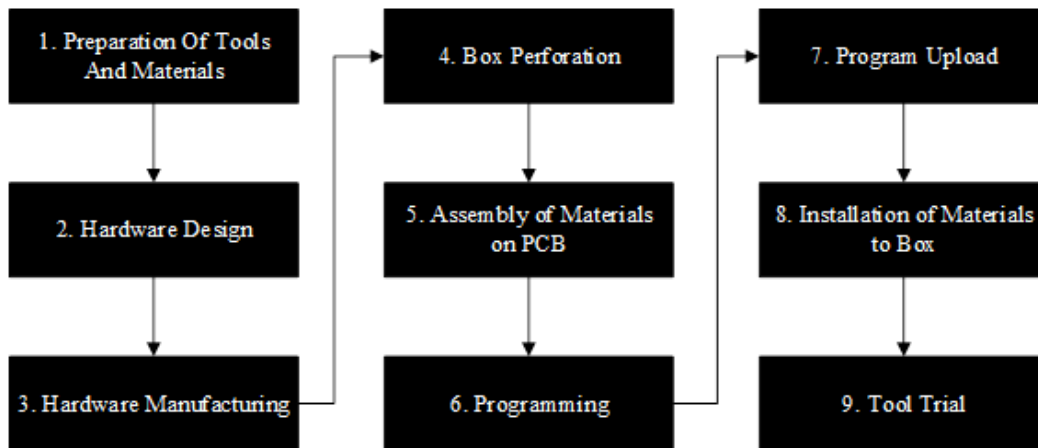 1. Preparation Of Tools
And Materials
2. Hardware Design
3. Hardware Manufacturing
4. Box Perforation
5. Assembly of Materials
on PCB
6. Programming
7. Program Upload
8. Installation of Materials
to Box
9. Tool Trial